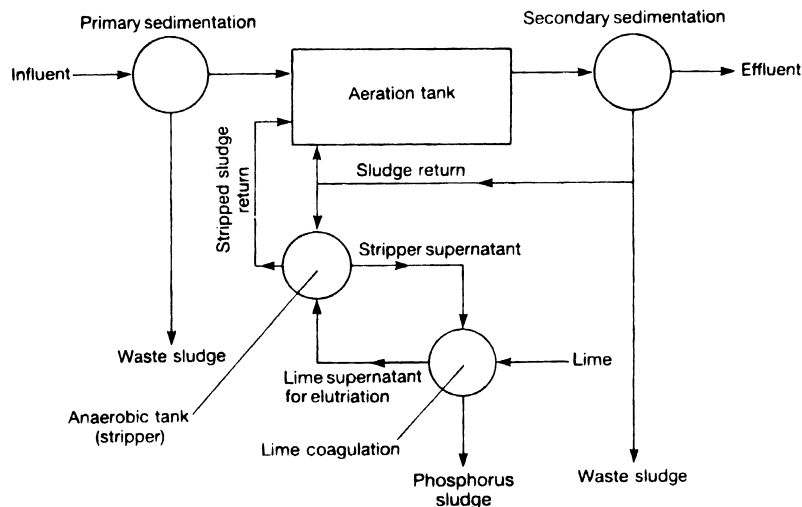 Primary sedimentation
Secondary sedimentation
Influent
Aeration tank
Effluent
Stripped sludge
return
Sludge return
Stripper supernatant
Waste sludge
Lime
Lime supernatant
for elutriation
Anaerobic tank
(stripper)
Lime coagulation
Phosphorus
sludge
Waste sludge